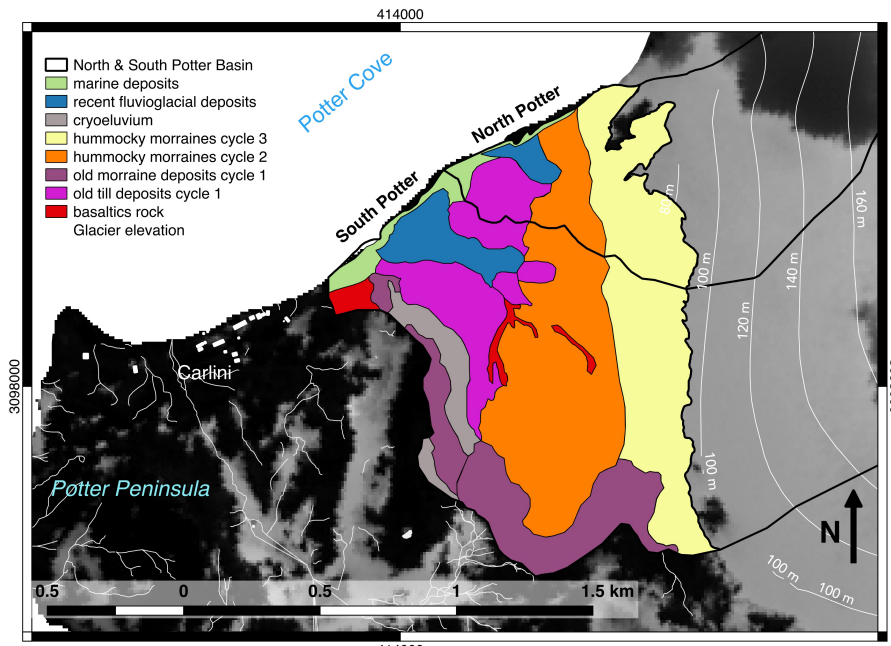 414000
Potter Cove
North & South Potter Basin
marine deposits
recent fluvioglacial deposits
cryoeluvium
hummocky morraines cycle 3
hummocky morraines cycle 2
old morraine deposits cycle 1
old till deposits cycle 1
basaltics rock
Glacier elevation
North Potter
South Potter
80 m
160 m
100 m
140 m
120 m
3098000
Carlini
100 m
Potter Peninsula
N
100 m
100 m
0.5 0 0.5 1 1.5 km